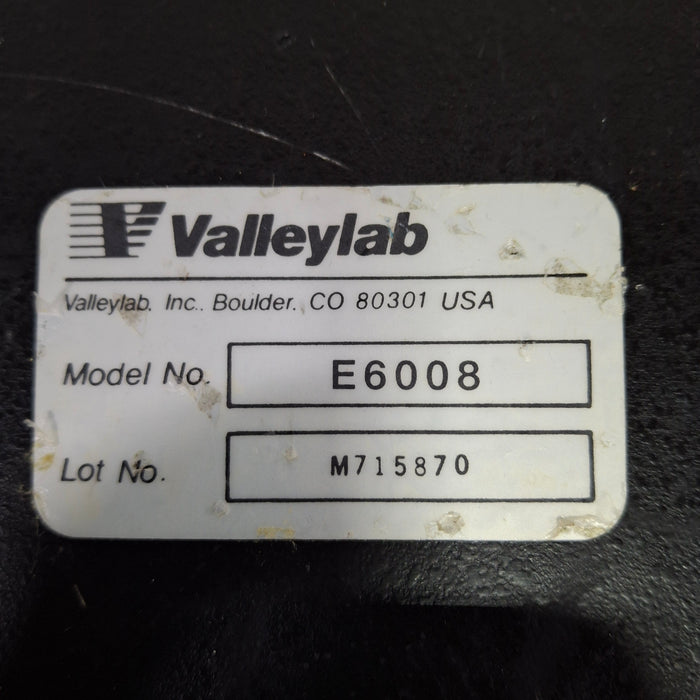 Valleylab
Valleylab, Inc.. Boulder, CO 80301 USA
Model No. E6008
Lot No. M715870